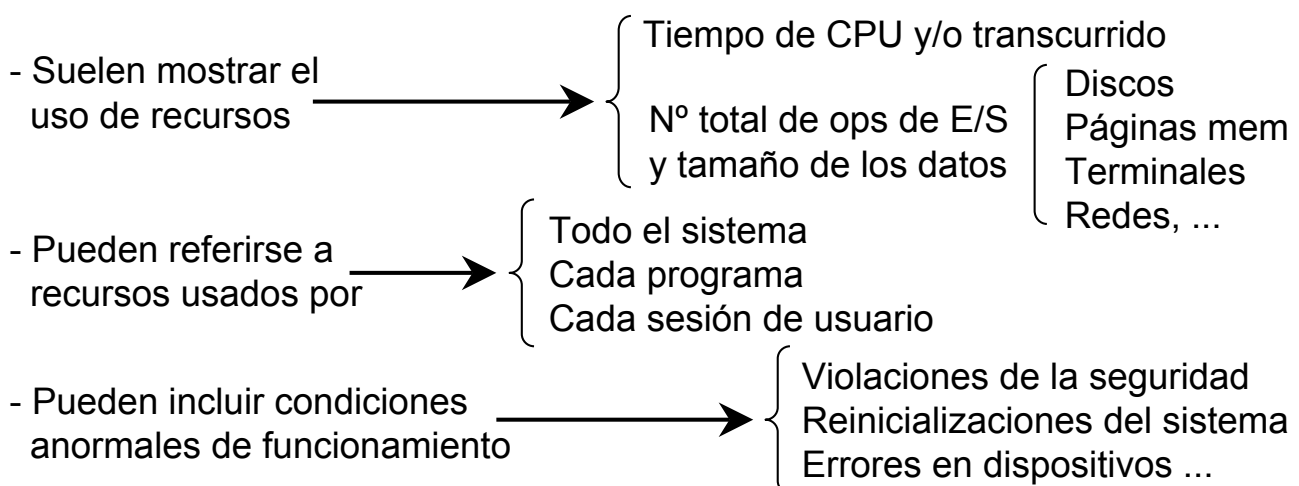 - Suelen mostrar el
uso de recursos
Tiempo de CPU y/o transcurrido
Nº total de ops de E/S
y tamaño de los datos
Discos
Páginas mem
Terminales
Redes, ...
- Pueden referirse a
recursos usados por
Todo el sistema
Cada programa
Cada sesión de usuario
- Pueden incluir condiciones
anormales de funcionamiento
Violaciones de la seguridad
Reinicializaciones del sistema
Errores en dispositivos ...